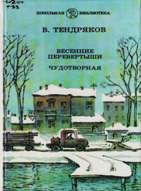 ШКОЛЬНАЯ
БИБЛИОТЕКА
В. ТЕНДРЯКОВ
ВЕСЕННИЕ
ПЕРЕВЕРТЫШИ
ЧУДОТВОРНАЯ